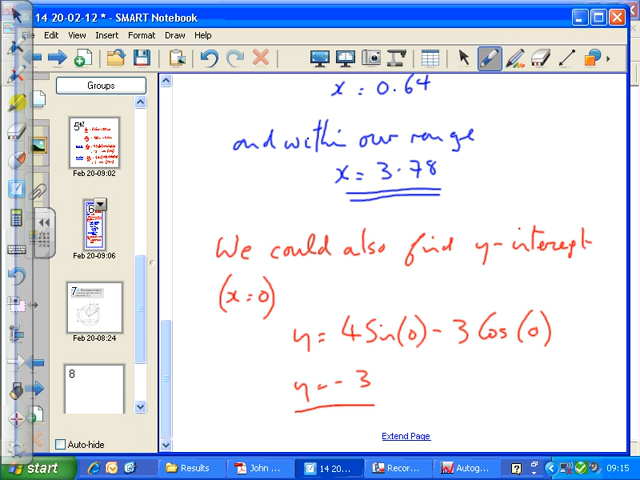 14 20-02-12 * - SMART Notebook
File Edit View Insert Format Draw Help
Groups
Feb 20-09:02
6
Feb 20-09:06
7
Feb 20-08:24
8
Auto-hide
x = 0.64
and within our range
x = 3.78
We could also find y-intercept
(x=0)
y = 4 Sin(0) - 3 Cos(0)
y = - 3
Extend Page
start
Results
John ...
14 20...
Recor...
Autog...
09:15